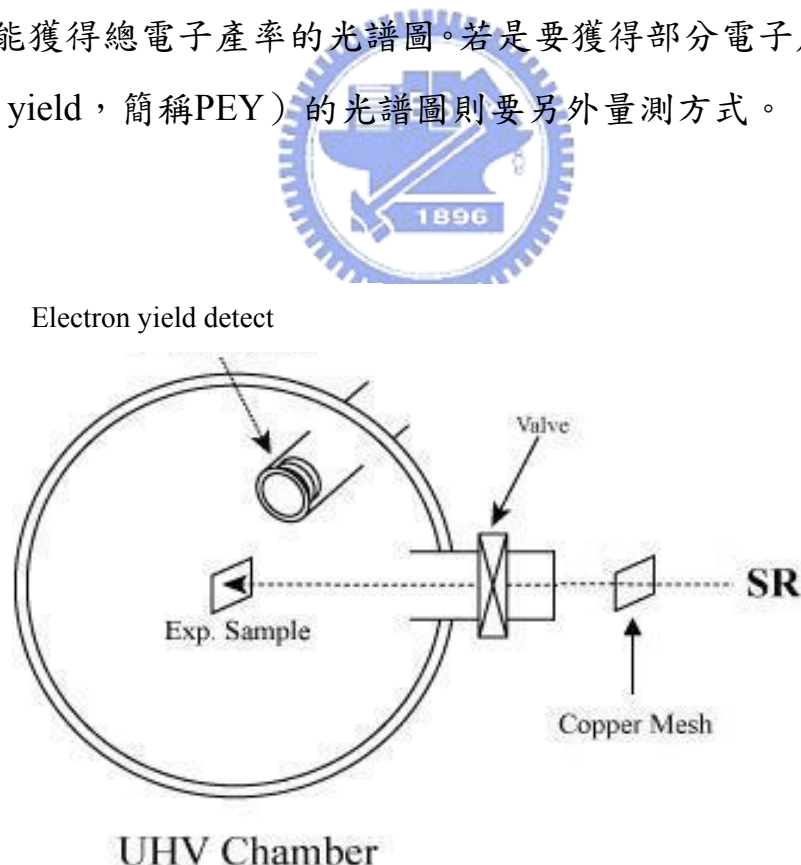 能獲得總電子產率的光譜圖。若是要獲得部分電子
yield，簡稱PEY）的光譜圖則要另外量測方式。
1896
Electron yield detect
Valve
SR
Exp. Sample
Copper Mesh
UHV Chamber